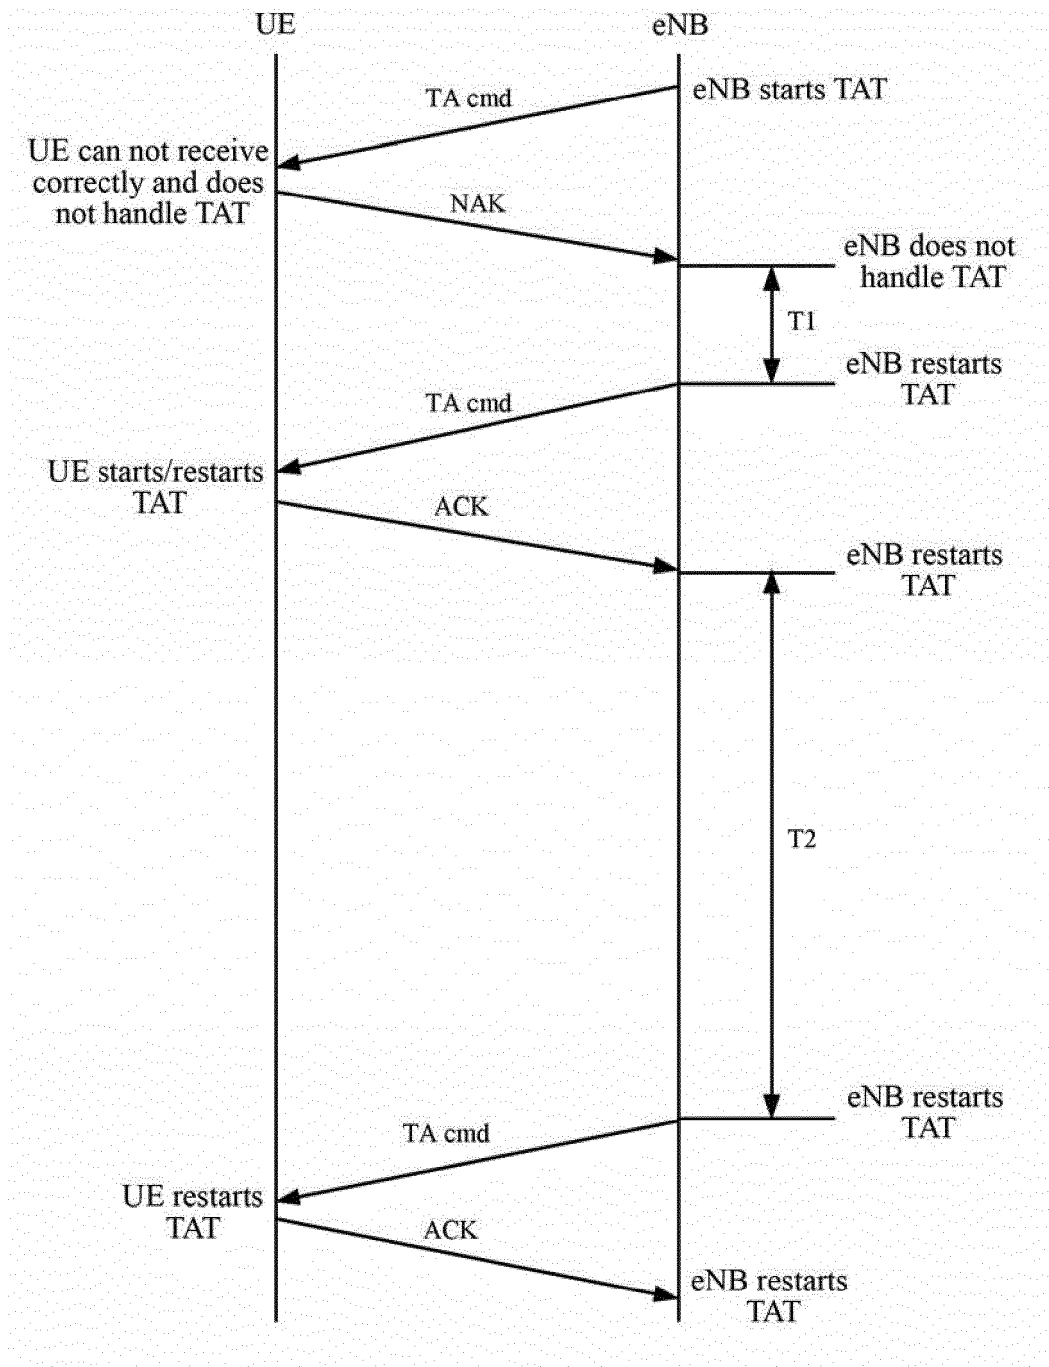 UE
eNB
eNB starts TAT
TA cmd
UE can not receive
correctly and does
not handle TAT
NAK
eNB does not
handle TAT
T1
eNB restarts
TAT
TA cmd
UE starts/restarts
TAT
ACK
eNB restarts
TAT
T2
eNB restarts
TAT
TA cmd
UE restarts
TAT
ACK
eNB restarts
TAT